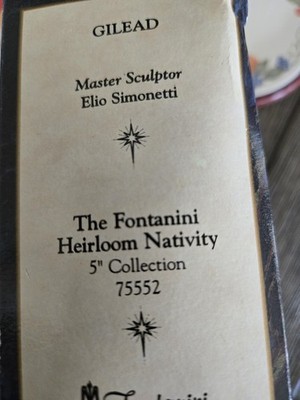 GILEAD
Master Sculptor
Elio Simonetti
The Fontanini
Heirloom Nativity
5" Collection
75552